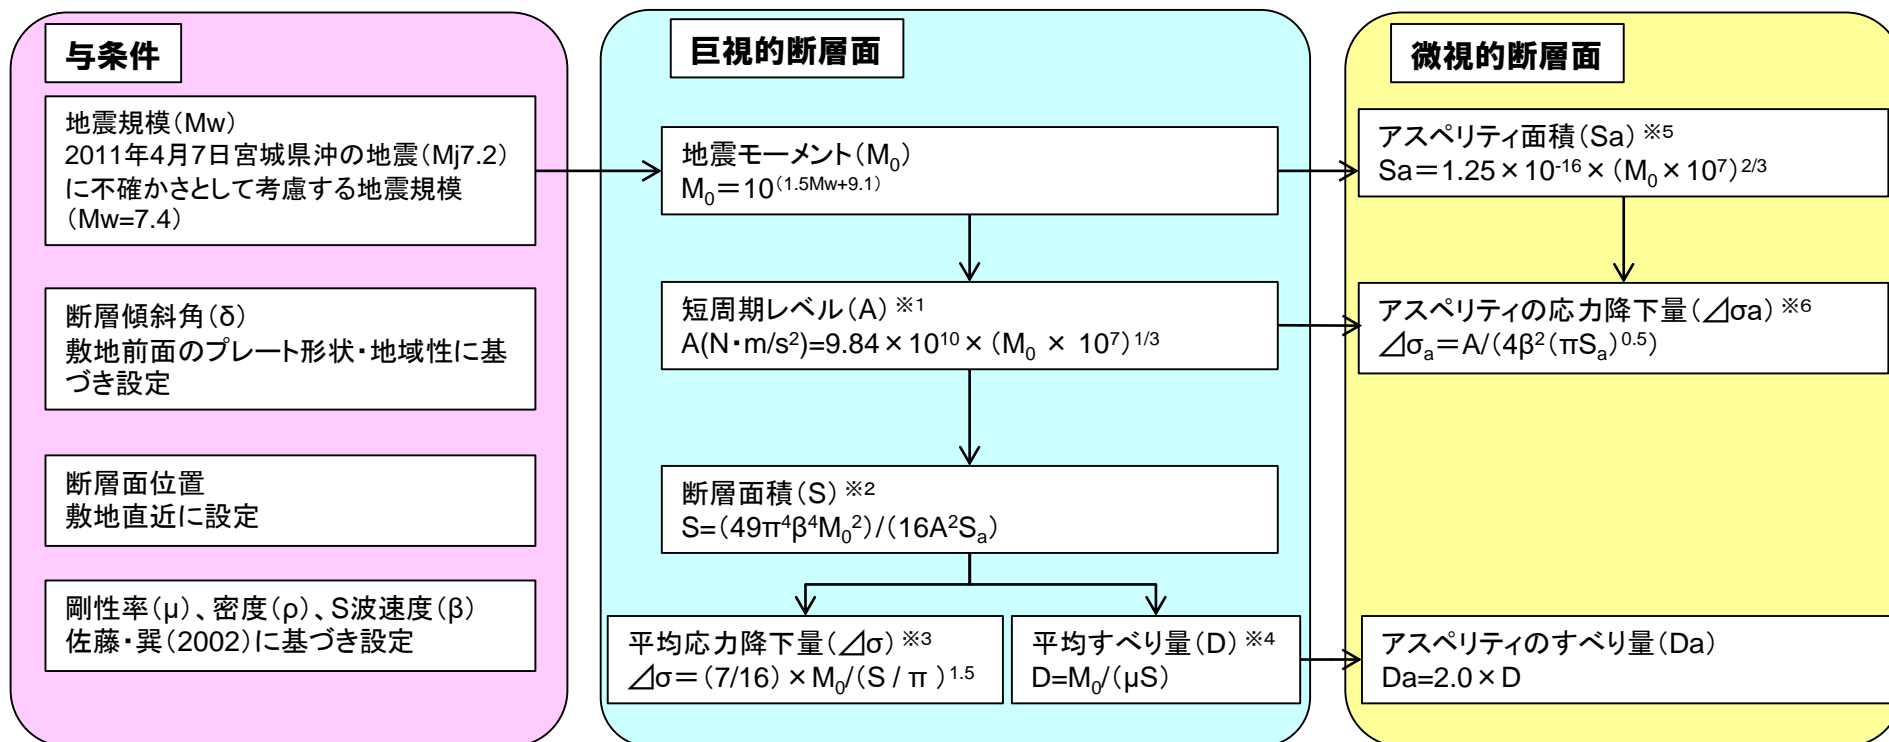 与条件
地震規模(Mw)
2011年4月7日宮城県沖の地震(Mj7.2)
に不確かさとして考慮する地震規模
(Mw=7.4)
断層傾斜角(δ)
敷地前面のプレート形状・地域性に基
づき設定
断層面位置
敷地直近に設定
剛性率(μ)、密度(ρ)、S波速度(β)
佐藤・巽(2002)に基づき設定
巨視的断層面
地震モーメント(M₀)
M₀=10^(1.5Mw+9.1)
短周期レベル(A) ※1
A(N・m/s²)=9.84×10¹⁰×(M₀ × 10⁷)^1/3
断層面積(S) ※2
S=(49π⁴β⁴M₀²)/(16A²Sₐ)
平均応力降下量(⊿σ) ※3
⊿σ=(7/16)×M₀/(S / π )^1.5
平均すべり量(D) ※4
D=M₀/(μS)
微視的断層面
アスペリティ面積(Sa) ※5
Sa=1.25×10⁻¹⁶×(M₀×10⁷)^2/3
アスペリティの応力降下量(⊿σa) ※6
⊿σₐ=A/(4β²(πSₐ)^0.5)
アスペリティのすべり量(Da)
Da=2.0×D